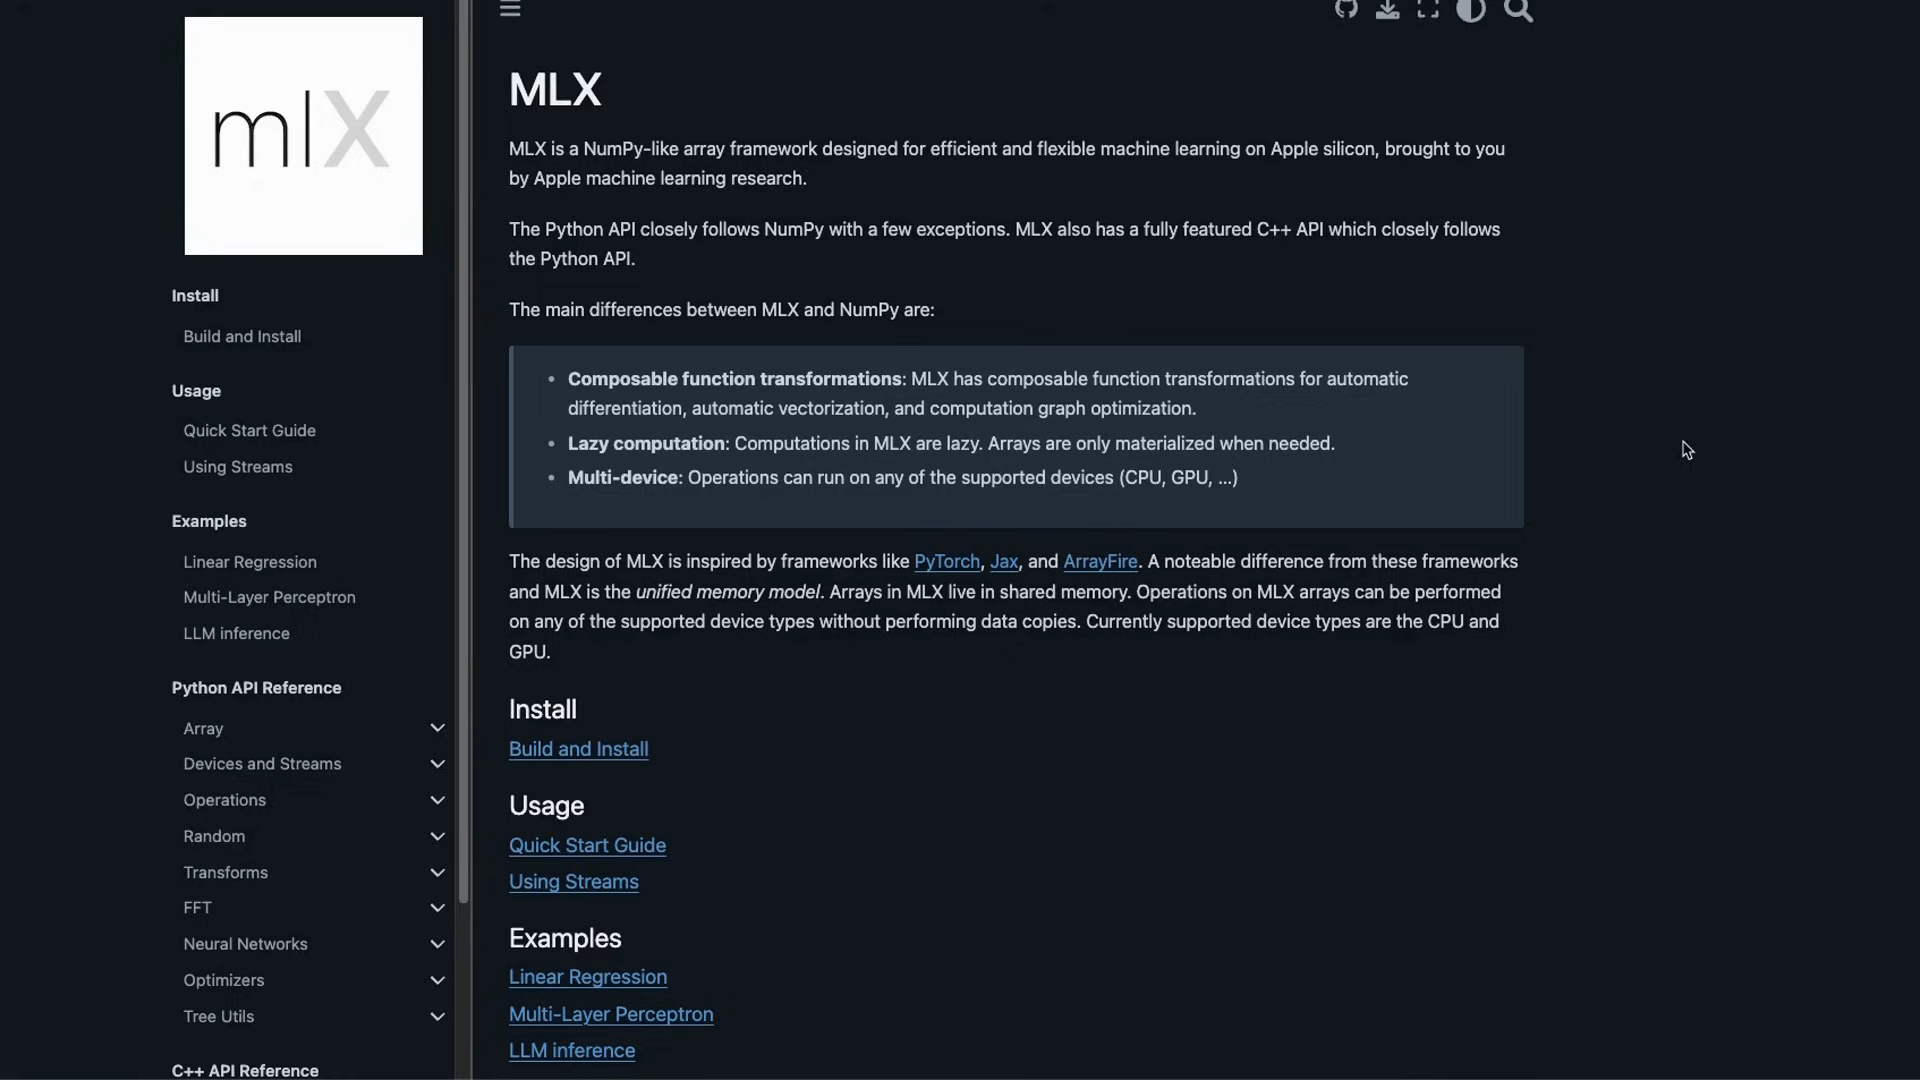 mlX
Install
Build and Install
Usage
Quick Start Guide
Using Streams
Examples
Linear Regression
Multi-Layer Perceptron
LLM inference
Python API Reference
Array
Devices and Streams
Operations
Random
Transforms
FFT
Neural Networks
Optimizers
Tree Utils
C++ API Reference
MLX
MLX is a NumPy-like array framework designed for efficient and flexible machine learning on Apple silicon, brought to you
by Apple machine learning research.
The Python API closely follows NumPy with a few exceptions. MLX also has a fully featured C++ API which closely follows
the Python API.
The main differences between MLX and NumPy are:
• Composable function transformations: MLX has composable function transformations for automatic
differentiation, automatic vectorization, and computation graph optimization.
• Lazy computation: Computations in MLX are lazy. Arrays are only materialized when needed.
• Multi-device: Operations can run on any of the supported devices (CPU, GPU, ...)
The design of MLX is inspired by frameworks like PyTorch, Jax, and ArrayFire. A noteable difference from these frameworks
and MLX is the unified memory model. Arrays in MLX live in shared memory. Operations on MLX arrays can be performed
on any of the supported device types without performing data copies. Currently supported device types are the CPU and
GPU.
Install
Build and Install
Usage
Quick Start Guide
Using Streams
Examples
Linear Regression
Multi-Layer Perceptron
LLM inference